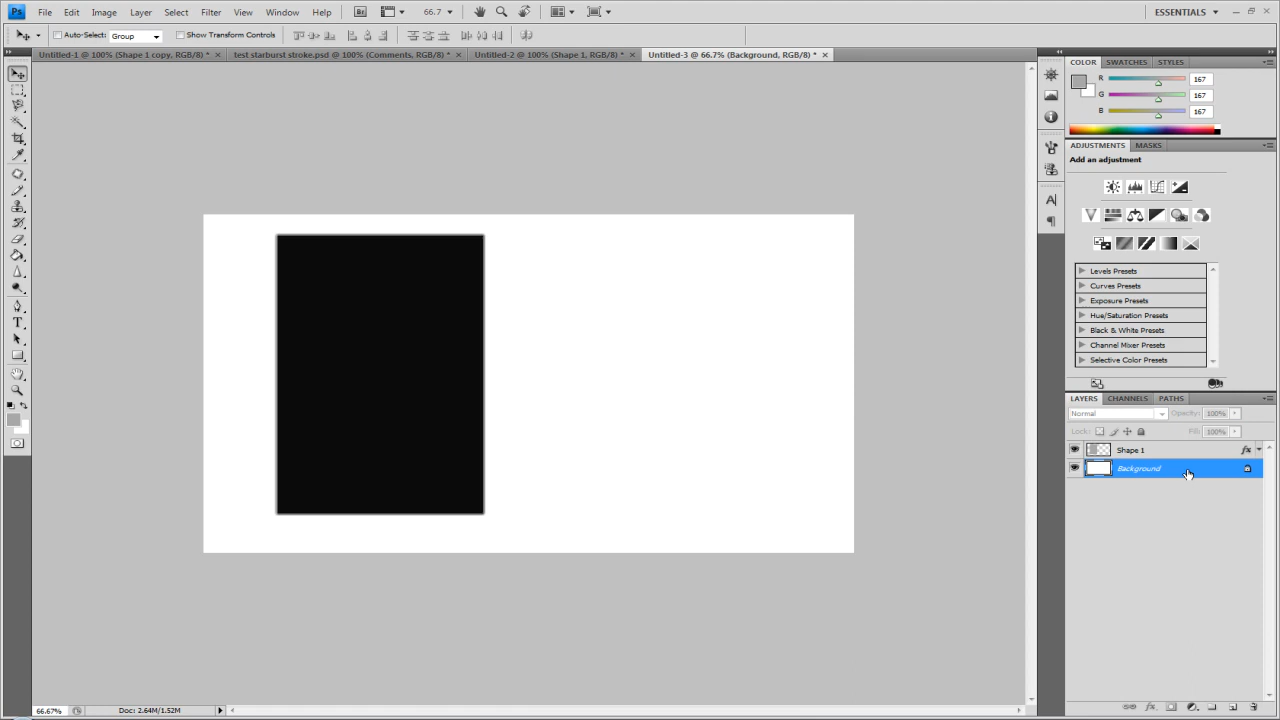 Ps File Edit Image Layer Select Filter View Window Help Br 66.7 ESSENTIALS
Auto-Select: Group Show Transform Controls
Untitled-1 @ 100% (Shape 1 copy, RGB/8) * × test starburst stroke.psd @ 100% (Comments, RGB/8) * × Untitled-2 @ 100% (Shape 1, RGB/8) * × Untitled-3 @ 66.7% (Background, RGB/8) * ×
COLOR SWATCHES STYLES
R 167
G 167
B 167
ADJUSTMENTS MASKS
Add an adjustment
Levels Presets
Curves Presets
Exposure Presets
Hue/Saturation Presets
Black & White Presets
Channel Mixer Presets
Selective Color Presets
LAYERS CHANNELS PATHS
Normal Opacity: 100%
Lock: Fill: 100%
Shape 1 fx
Background
66.67% Doc: 2.64M/1.52M